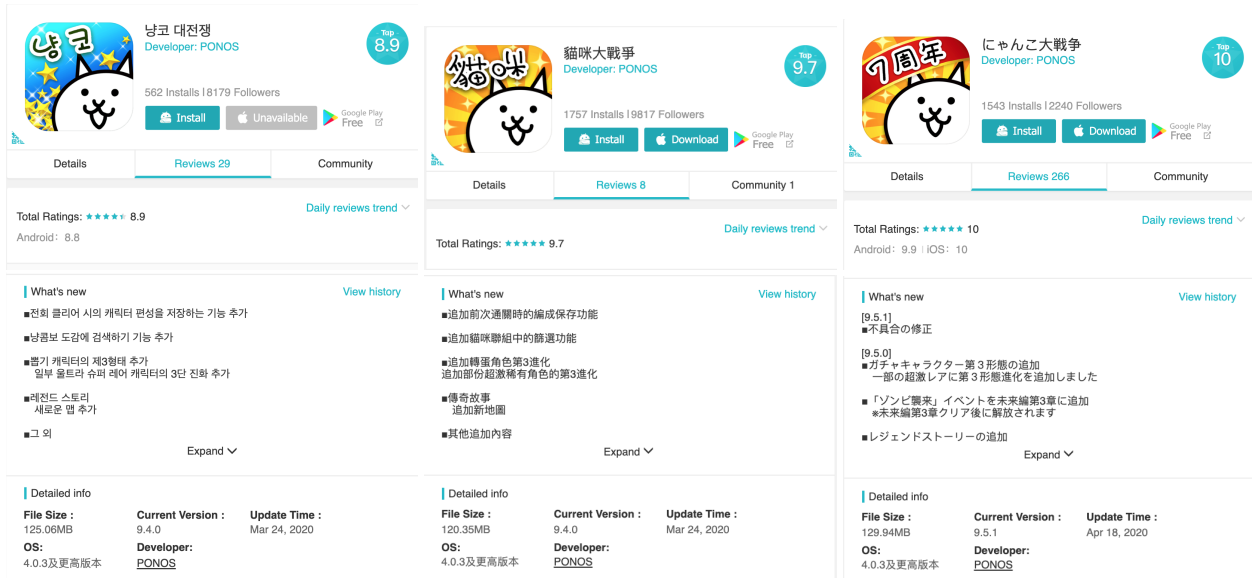 냥코
냥코 대전쟁
Developer: PONOS
Top
8.9
562 Installs | 8179 Followers
Install
Unavailable
Google Play
Free
Details
Reviews 29
Community
Total Ratings: 8.9
Daily reviews trend
Android: 8.8
What's new
View history
■전회 클리어 시의 캐릭터 편성을 저장하는 기능 추가
■냥콤보 도감에 검색하기 기능 추가
■뽑기 캐릭터의 제3형태 추가
일부 울트라 슈퍼 레어 캐릭터의 3단 진화 추가
■레전드 스토리
새로운 맵 추가
■그 외
Expand
Detailed info
File Size : Current Version : Update Time :
125.06MB 9.4.0 Mar 24, 2020
OS: Developer:
4.0.3及更高版本 PONOS
貓咪
貓咪大戰爭
Developer: PONOS
Top
9.7
1757 Installs | 9817 Followers
Install
Download
Google Play
Free
Details
Reviews 8
Community 1
Daily reviews trend
Total Ratings: 9.7
What's new
View history
■追加前次通關時的編成保存功能
■追加貓咪聯組中的篩選功能
■追加轉蛋角色第3進化
追加部份超激稀有角色的第3進化
■傳奇故事
追加新地圖
■其他追加內容
Expand
Detailed info
File Size : Current Version : Update Time :
120.35MB 9.4.0 Mar 24, 2020
OS: Developer:
4.0.3及更高版本 PONOS
7周年
にゃんこ大戦争
Developer: PONOS
Top
10
1543 Installs | 2240 Followers
Install
Download
Google Play
Free
Details
Reviews 266
Community
Daily reviews trend
Total Ratings: 10
Android: 9.9 | iOS: 10
What's new
View history
[9.5.1]
■不具合の修正
[9.5.0]
■ガチャキャラクター第３形態の追加
一部の超激レアに第３形態進化を追加しました
■「ゾンビ襲来」イベントを未来編第3章に追加
※未来編第3章クリア後に解放されます
■レジェンドストーリーの追加
Expand
Detailed info
File Size : Current Version : Update Time :
129.94MB 9.5.1 Apr 18, 2020
OS: Developer:
4.0.3及更高版本 PONOS